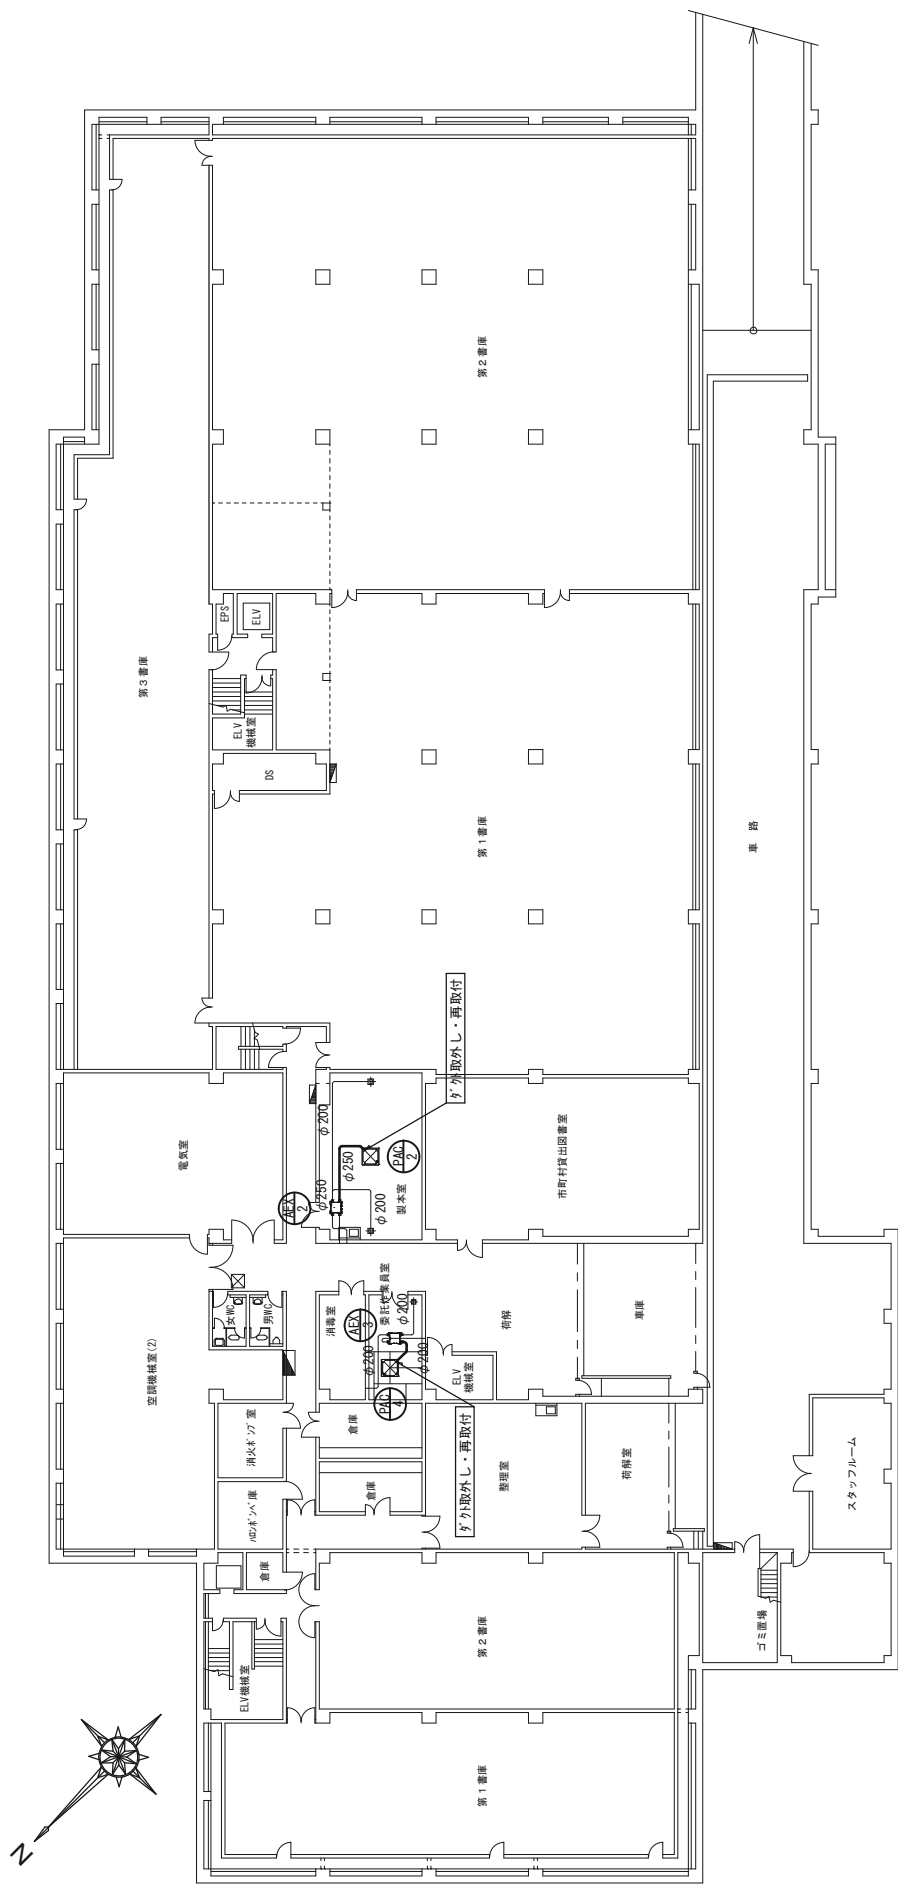 第２書庫
第３書庫
EPS
ELV
ELV
機械室
DS
第１書庫
車 路
ﾀﾞｸﾄ取外し・再取付
電気室
φ200
φ250
φ250
AEX
2
PAC
2
φ200
製本室
市町村貸出図書室
空調機械室(2)
女WC
男WC
消毒室
委託作業員室
AEX
3
φ200
φ200
φ200
PAC
4
ELV
機械室
荷解
車庫
消火ﾎﾟﾝﾌﾟ室
倉庫
ﾊﾛﾝﾎﾞﾝﾍﾞ庫
倉庫
ﾀﾞｸﾄ取外し・再取付
整理室
荷解室
スタッフルーム
倉庫
ELV機械室
第２書庫
ゴミ置場
第１書庫
N